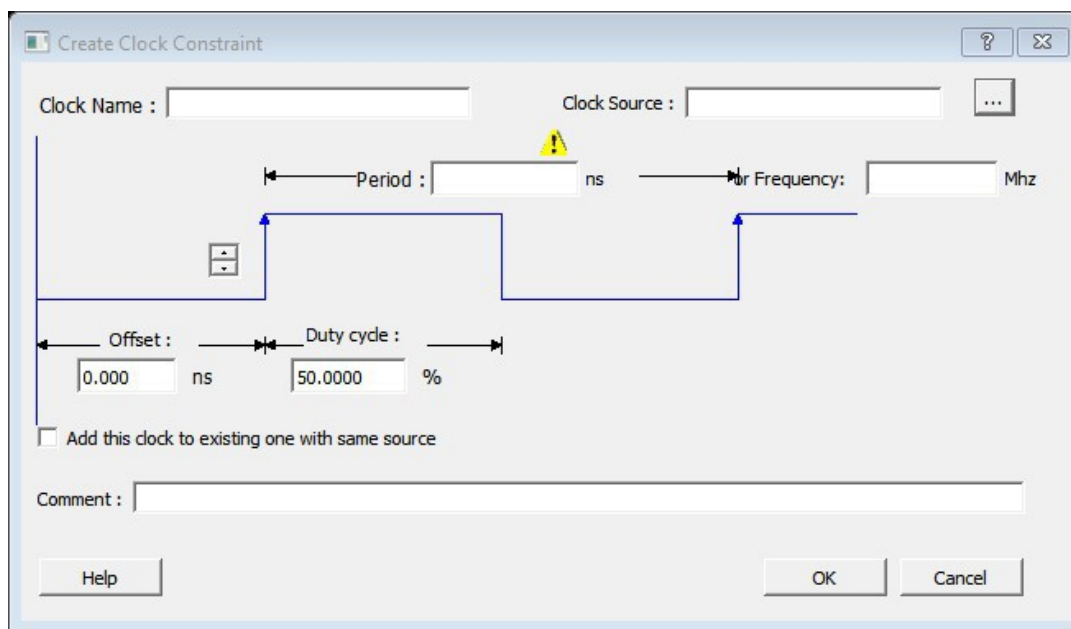 Create Clock Constraint
Clock Name :
Clock Source :
...
Period :
ns
or Frequency:
Mhz
Offset :
Duty cycle :
0.000
ns
50.0000
%
Add this clock to existing one with same source
Comment :
Help
OK
Cancel